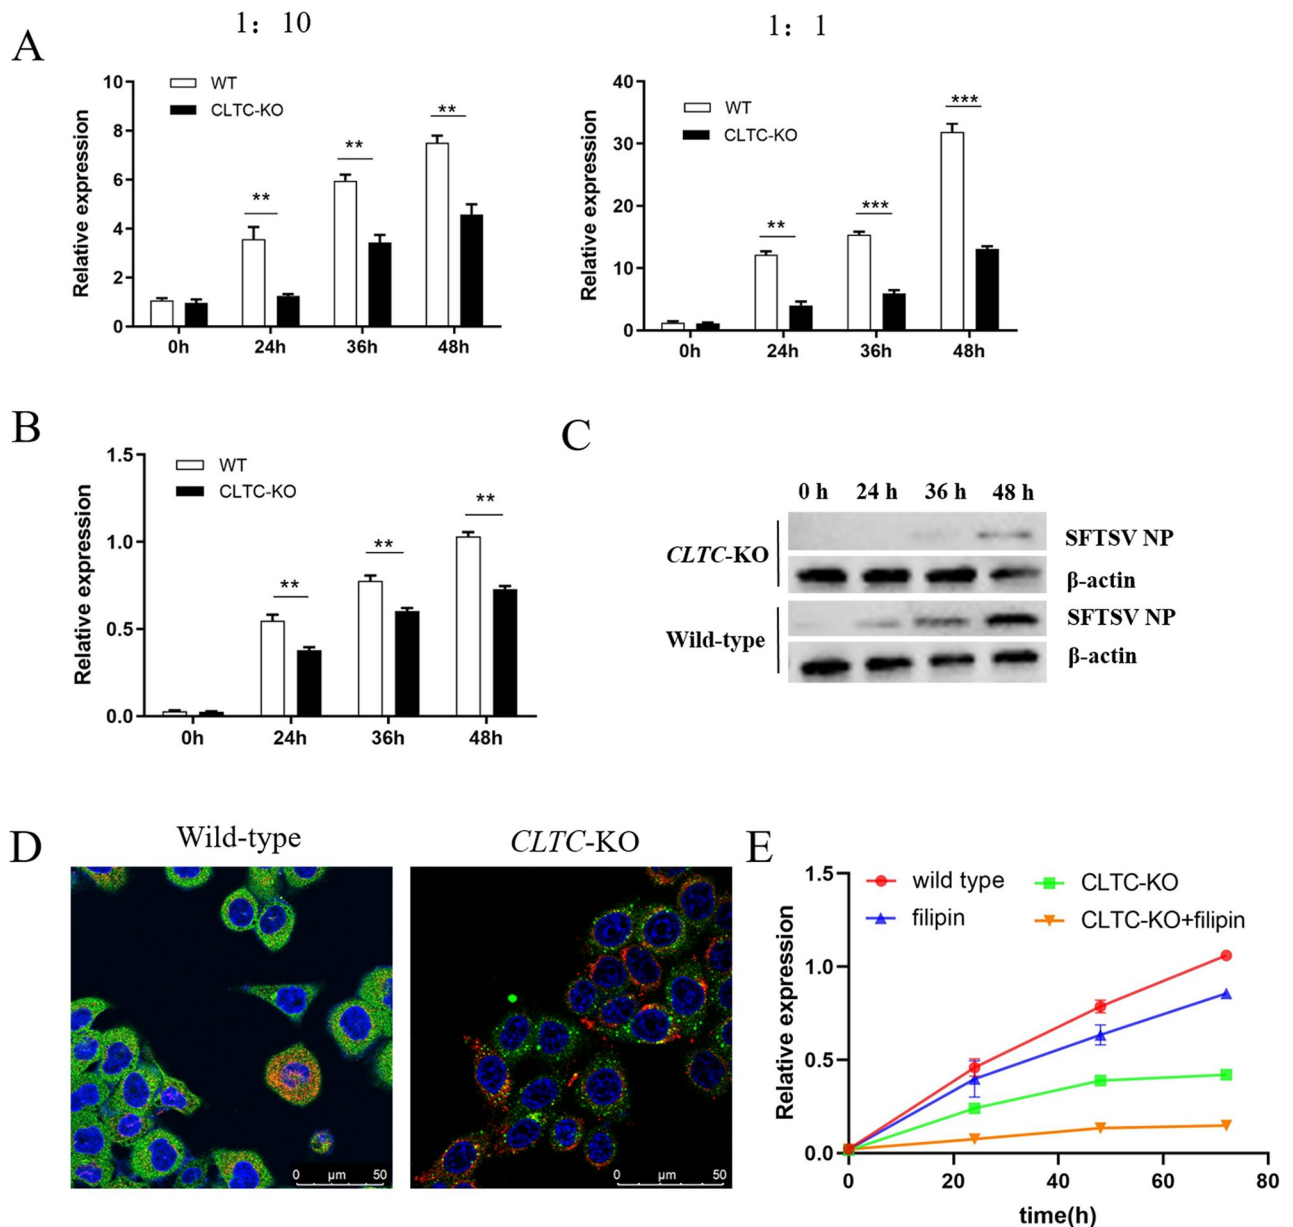 1: 10
1: 1
A
10
8
6
4
2
0
Relative expression
WT
CLTC-KO
**
**
**
0h
24h
36h
48h
40
30
20
10
0
Relative expression
WT
CLTC-KO
**
***
***
0h
24h
36h
48h
B
1.5
1.0
0.5
0.0
Relative expression
WT
CLTC-KO
**
**
**
0h
24h
36h
48h
C
0 h 24 h 36 h 48 h
CLTC-KO
SFTSV NP
β-actin
Wild-type
SFTSV NP
β-actin
D
Wild-type
CLTC-KO
0 µm 50
0 µm 50
E
1.5
1.0
0.5
0.0
Relative expression
wild type
CLTC-KO
filipin
CLTC-KO+filipin
0 20 40 60 80
time(h)